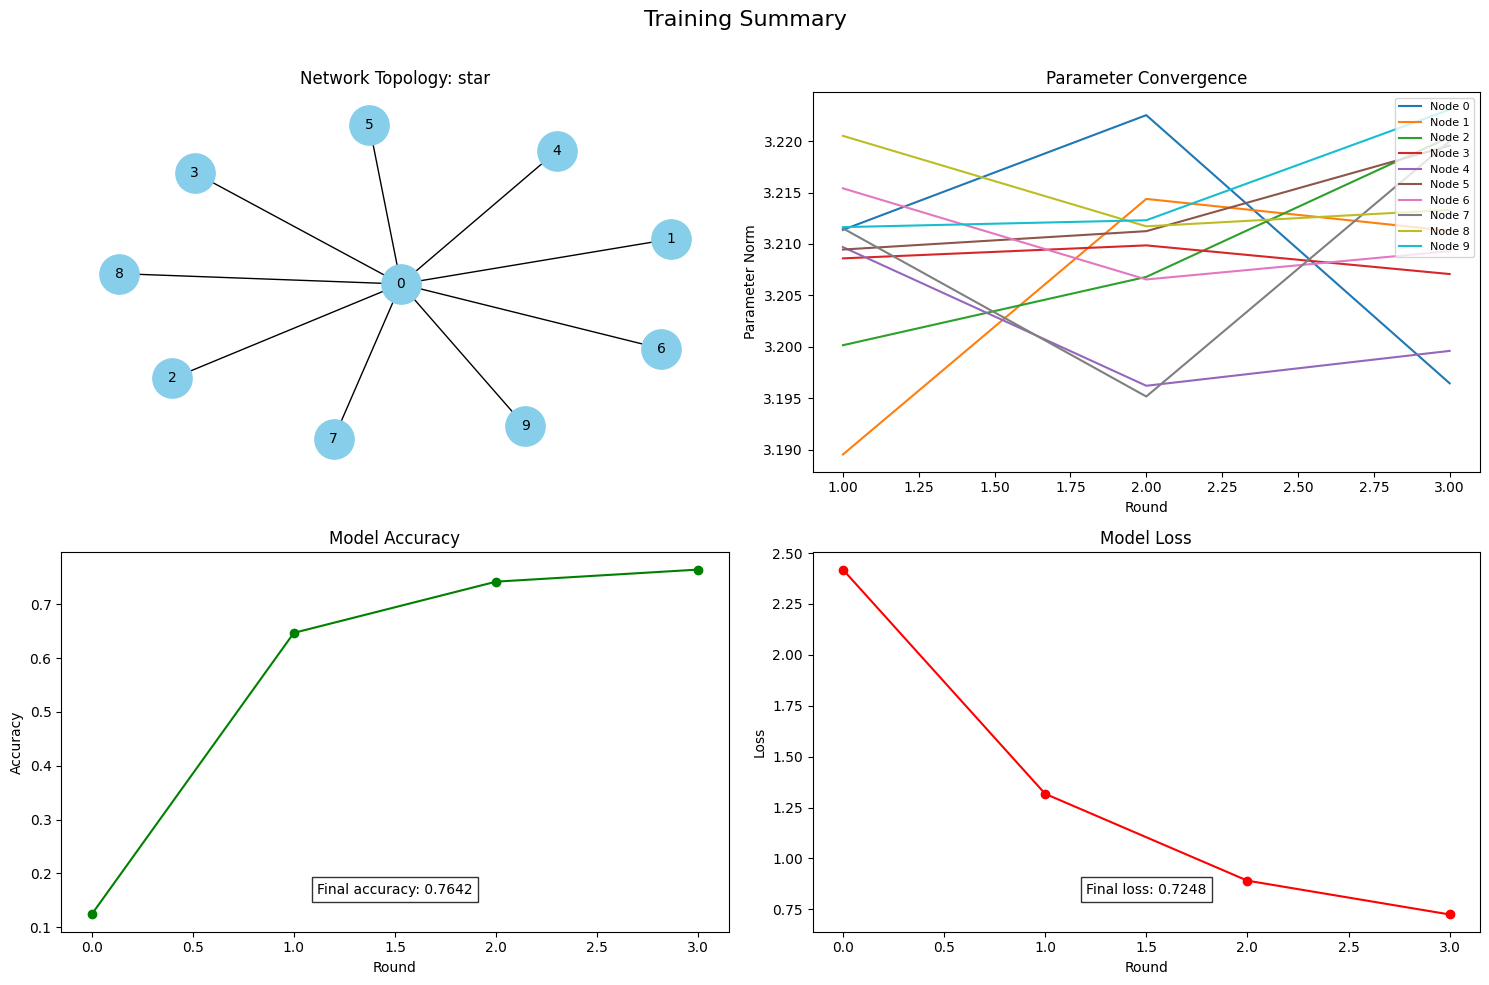 Training Summary
Network Topology: star
5
4
3
1
8
0
6
2
9
7
Parameter Convergence
Parameter Norm
3.220
3.215
3.210
3.205
3.200
3.195
3.190
Node 0
Node 1
Node 2
Node 3
Node 4
Node 5
Node 6
Node 7
Node 8
Node 9
1.00 1.25 1.50 1.75 2.00 2.25 2.50 2.75 3.00
Round
Model Accuracy
Accuracy
0.7
0.6
0.5
0.4
0.3
0.2
0.1
Final accuracy: 0.7642
0.0 0.5 1.0 1.5 2.0 2.5 3.0
Round
Model Loss
Loss
2.50
2.25
2.00
1.75
1.50
1.25
1.00
0.75
Final loss: 0.7248
0.0 0.5 1.0 1.5 2.0 2.5 3.0
Round